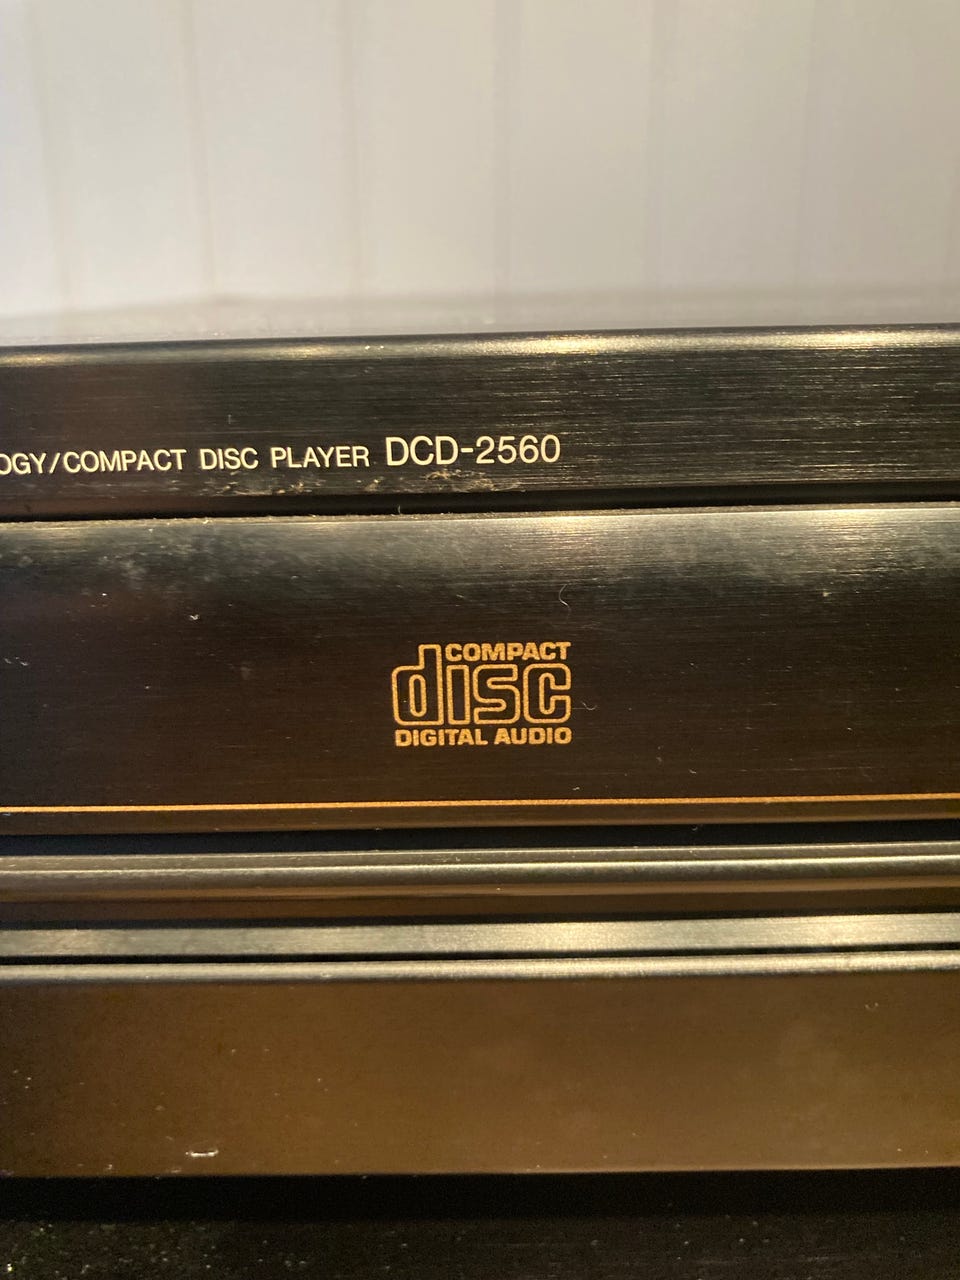 OGY/COMPACT DISC PLAYER DCD-2560
COMPACT
disc
DIGITAL AUDIO